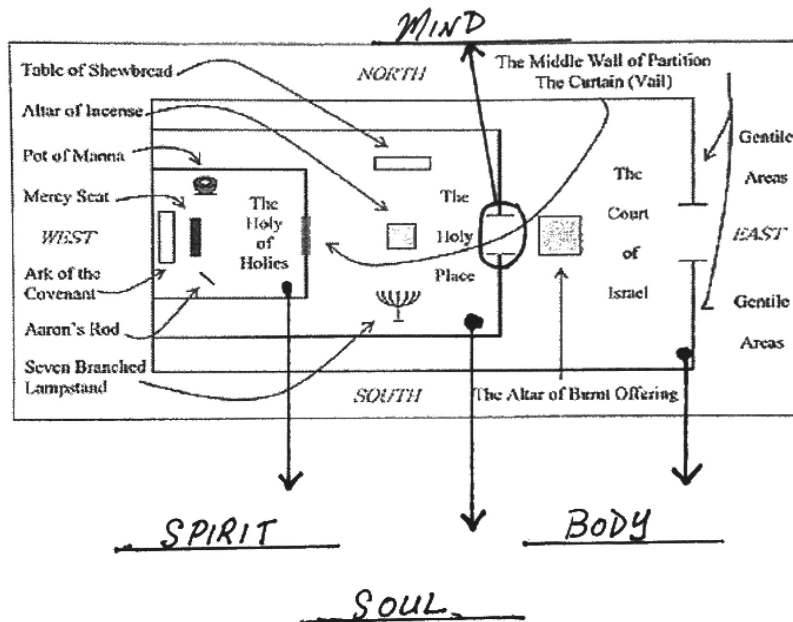 MIND
Table of Shewbread
NORTH
The Middle Wall of Partition
The Curtain (Vail)
Altar of Incense
Pot of Manna
Mercy Seat
WEST
Ark of the
Covenant
Aaron's Rod
Seven Branched
Lampstand
The
Holy
of
Holies
The
Holy
Place
The
Court
of
Israel
Gentile
Areas
EAST
Gentile
Areas
SOUTH
The Altar of Burnt Offering
SPIRIT
BODY
SOUL